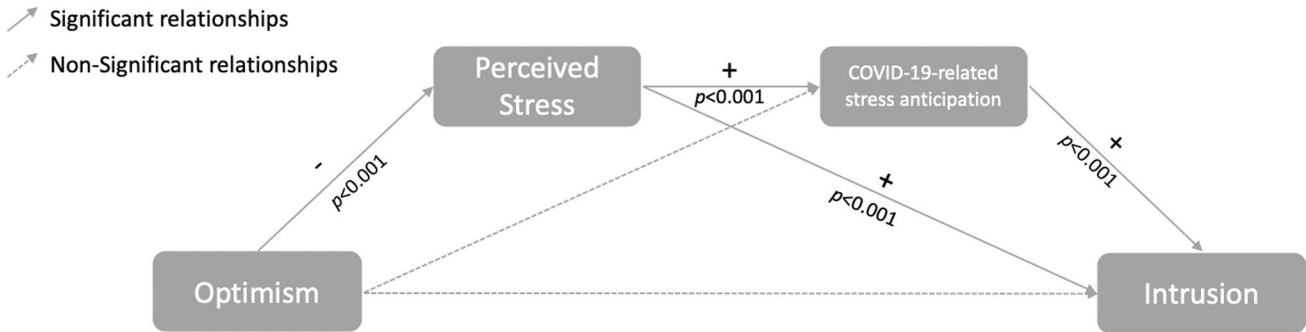 Significant relationships
Non-Significant relationships
Perceived
Stress
+
p<0.001
COVID-19-related
stress anticipation
-
p<0.001
+
p<0.001
+
p<0.001
Optimism
Intrusion